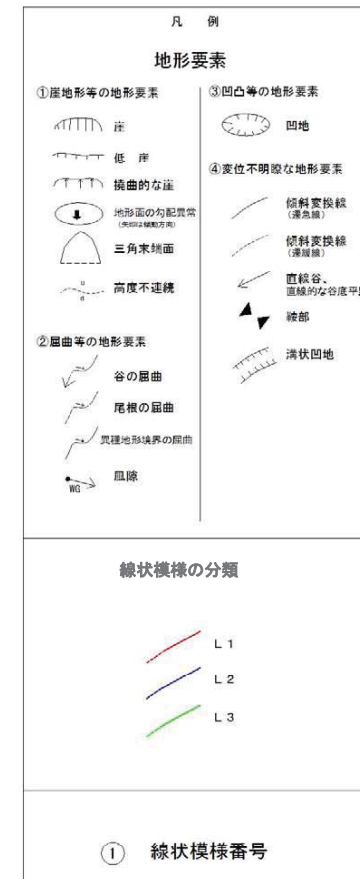 凡 例
地形要素
①崖地形等の地形要素
崖
低 崖
撓曲的な崖
地形面の勾配異常
(矢印は傾動方向)
三角末端面
u
d
高度不連続
②屈曲等の地形要素
谷の屈曲
尾根の屈曲
異種地形境界の屈曲
WG
風隙
③凹凸等の地形要素
凹地
④変位不明瞭な地形要素
傾斜変換線
(遷急線)
傾斜変換線
(遷緩線)
直線谷、
直線的な谷底平
鞍部
溝状凹地
線状模様の分類
L 1
L 2
L 3
① 線状模様番号